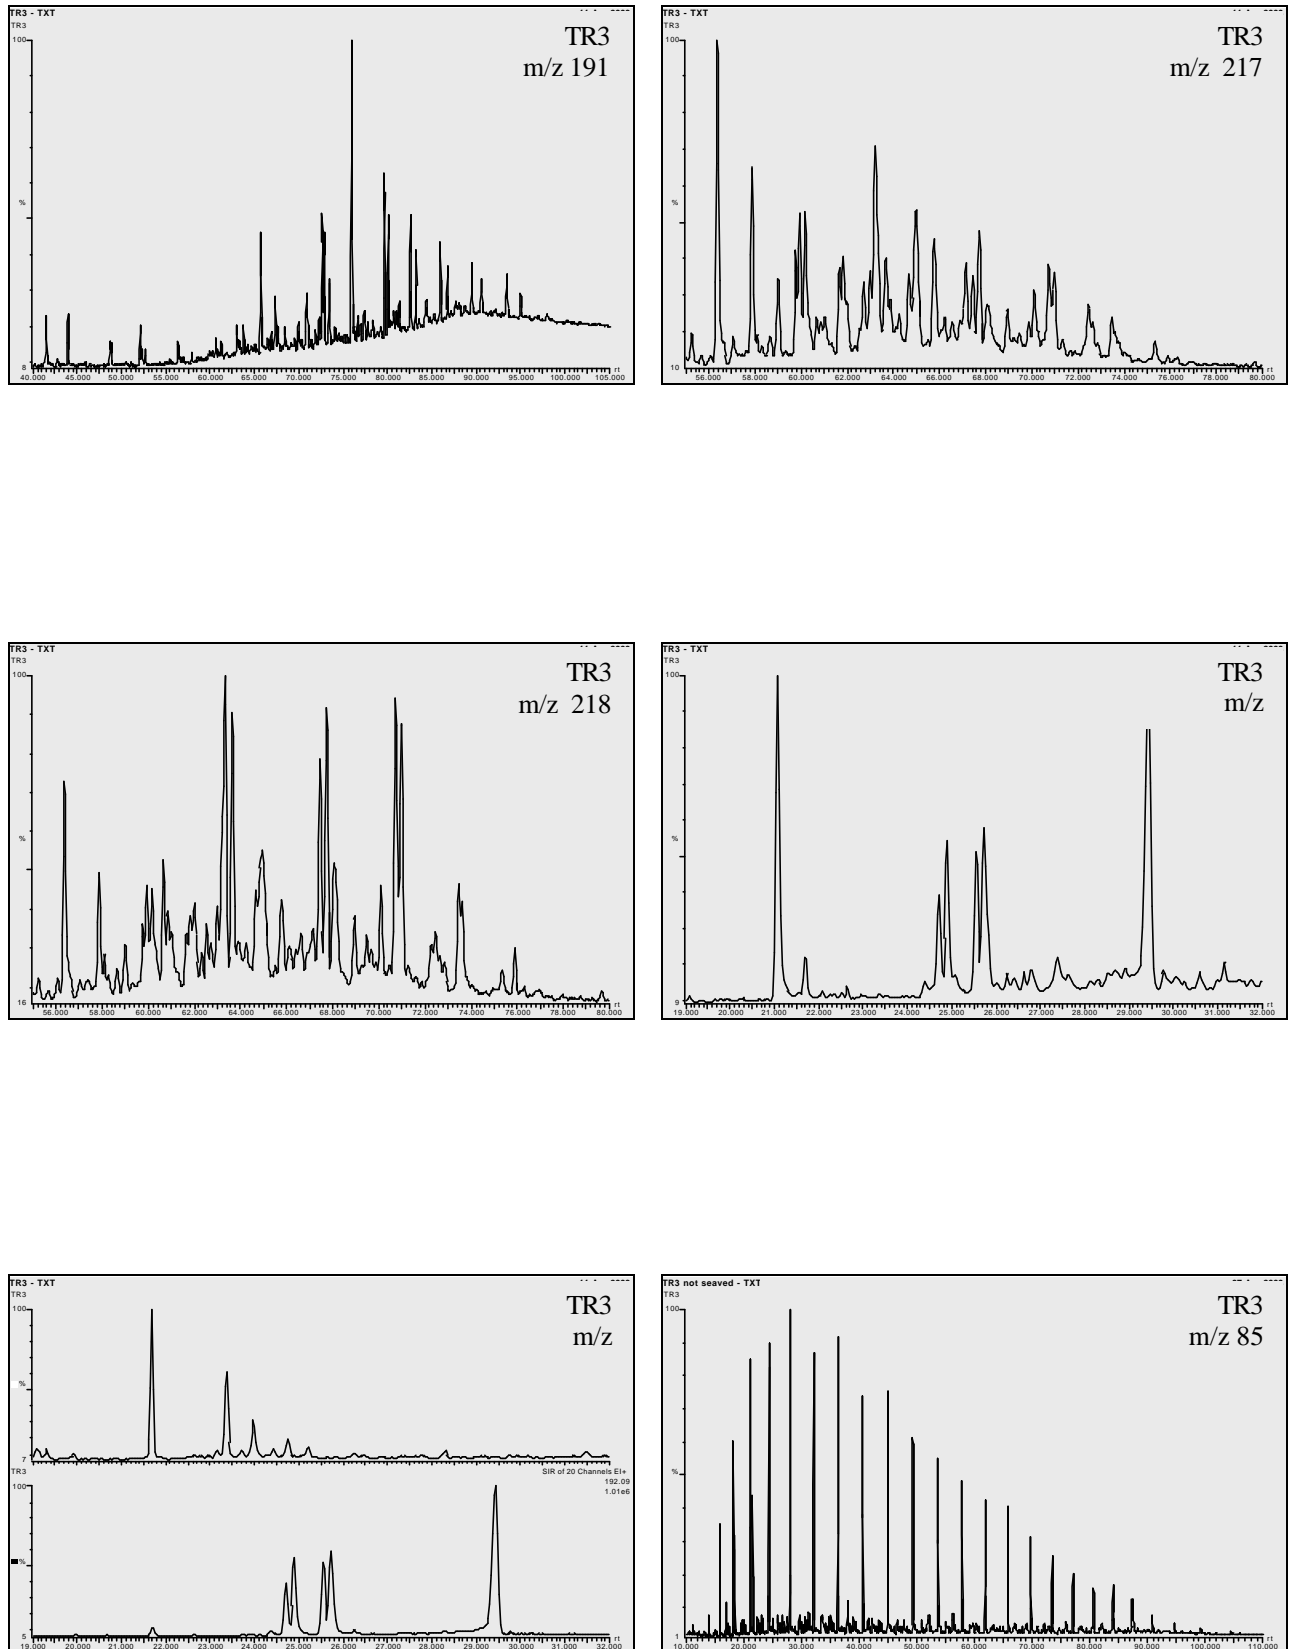 TR3 - TXT
TR3
100
%
8
TR3
m/z 191
40.000 45.000 50.000 55.000 60.000 65.000 70.000 75.000 80.000 85.000 90.000 95.000 100.000 105.000
rt
TR3 - TXT
TR3
100
%
10
TR3
m/z 217
56.000 58.000 60.000 62.000 64.000 66.000 68.000 70.000 72.000 74.000 76.000 78.000 80.000
rt
TR3 - TXT
TR3
100
%
16
TR3
m/z 218
56.000 58.000 60.000 62.000 64.000 66.000 68.000 70.000 72.000 74.000 76.000 78.000 80.000
rt
TR3 - TXT
TR3
100
%
9
TR3
m/z
19.000 20.000 21.000 22.000 23.000 24.000 25.000 26.000 27.000 28.000 29.000 30.000 31.000 32.000
rt
TR3 - TXT
TR3
100
%
7
TR3
m/z
TR3
SIR of 20 Channels EI+
192.09
1.01e6
100
%
5
19.000 20.000 21.000 22.000 23.000 24.000 25.000 26.000 27.000 28.000 29.000 30.000 31.000 32.000
TR3 not seaved - TXT
TR3
100
%
1
TR3
m/z 85
10.000 20.000 30.000 40.000 50.000 60.000 70.000 80.000 90.000 100.000 110.000
rt